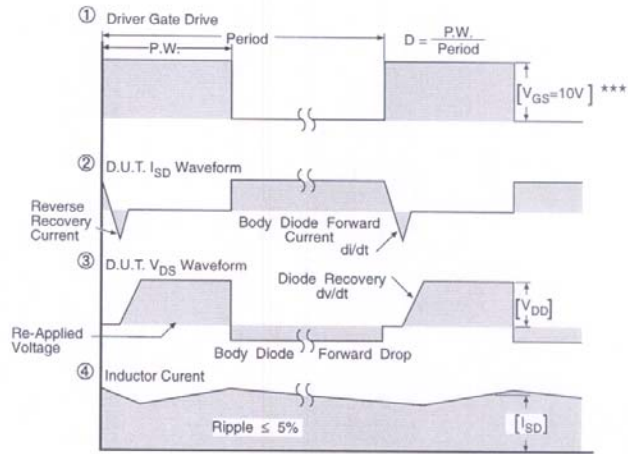 ① Driver Gate Drive
P.W.
Period
D = P.W. / Period
[VGS=10V] ***
② D.U.T. ISD Waveform
Reverse
Recovery
Current
Body Diode Forward
Current
di/dt
③ D.U.T. VDS Waveform
Diode Recovery
dv/dt
[VDD]
Re-Applied
Voltage
Body Diode Forward Drop
④ Inductor Curent
Ripple ≤ 5%
[ISD]